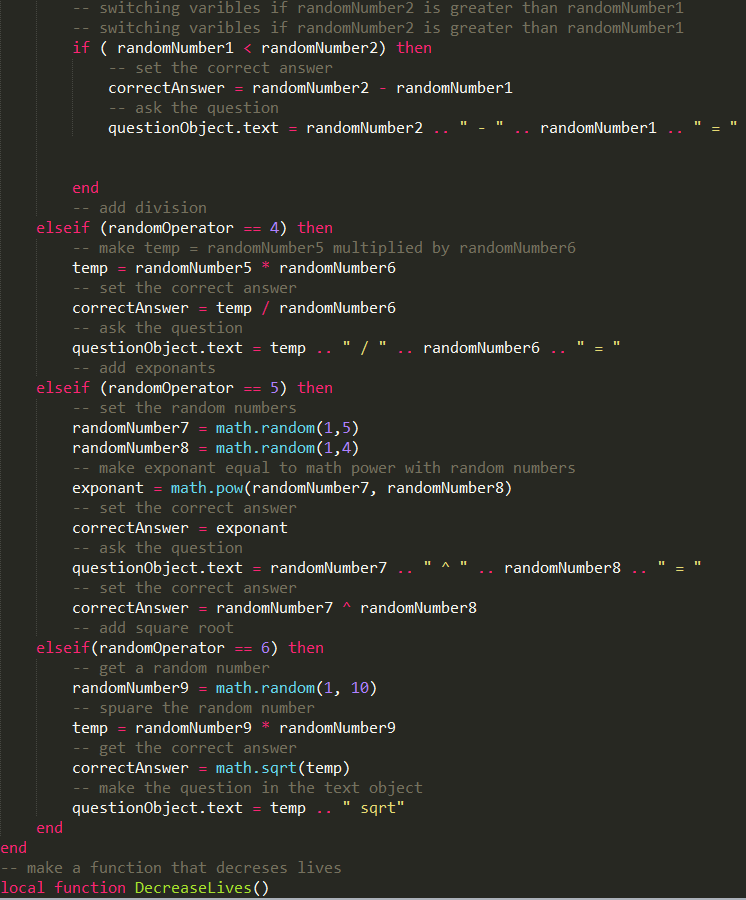 -- switching varibles if randomNumber2 is greater than randomNumber1
-- switching varibles if randomNumber2 is greater than randomNumber1
if ( randomNumber1 < randomNumber2) then
-- set the correct answer
correctAnswer = randomNumber2 - randomNumber1
-- ask the question
questionObject.text = randomNumber2 .. " - " .. randomNumber1 .. " = "
end
-- add division
elseif (randomOperator == 4) then
-- make temp = randomNumber5 multiplied by randomNumber6
temp = randomNumber5 * randomNumber6
-- set the correct answer
correctAnswer = temp / randomNumber6
-- ask the question
questionObject.text = temp .. " / " .. randomNumber6 .. " = "
-- add exponants
elseif (randomOperator == 5) then
-- set the random numbers
randomNumber7 = math.random(1,5)
randomNumber8 = math.random(1,4)
-- make exponant equal to math power with random numbers
exponant = math.pow(randomNumber7, randomNumber8)
-- set the correct answer
correctAnswer = exponant
-- ask the question
questionObject.text = randomNumber7 .. " ^ " .. randomNumber8 .. " = "
-- set the correct answer
correctAnswer = randomNumber7 ^ randomNumber8
-- add square root
elseif(randomOperator == 6) then
-- get a random number
randomNumber9 = math.random(1, 10)
-- spuare the random number
temp = randomNumber9 * randomNumber9
-- get the correct answer
correctAnswer = math.sqrt(temp)
-- make the question in the text object
questionObject.text = temp .. " sqrt"
end
end
-- make a function that decreses lives
local function DecreaseLives()